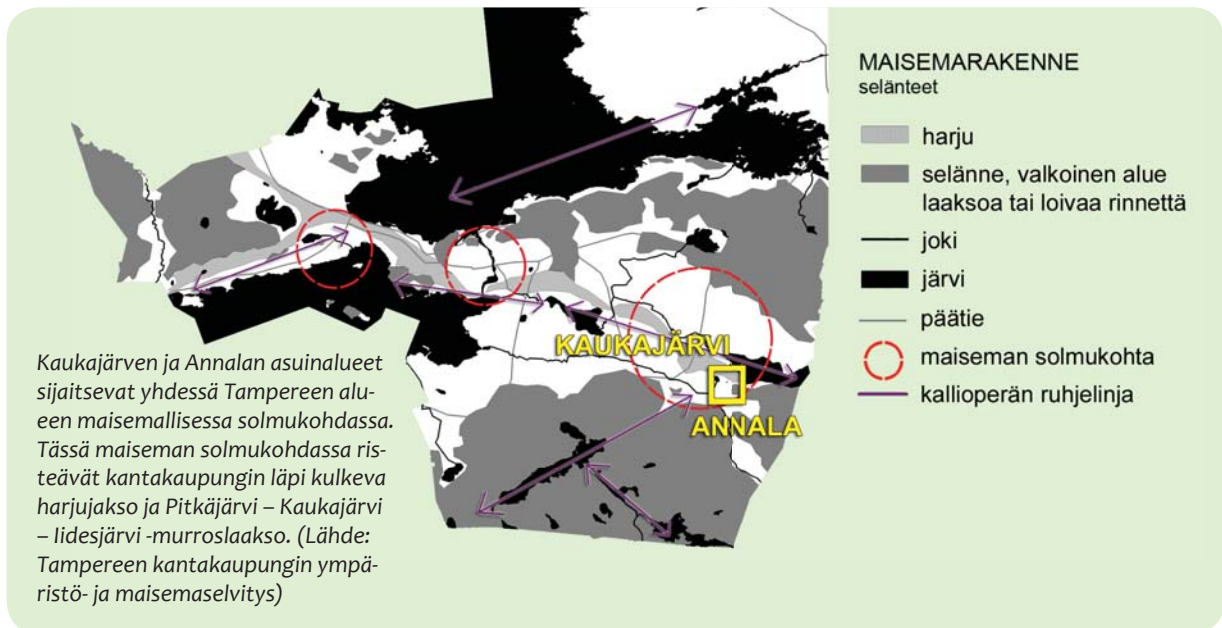 MAISEMARAKENNE
selänteet
harju
selänne, valkoinen alue
laaksoa tai loivaa rinnettä
joki
järvi
päätie
maiseman solmukohta
kallioperän ruhjelinja
KAUKAJÄRVI
ANNALA
Kaukajärven ja Annalan asuinalueet
sijaitsevat yhdessä Tampereen alu-
een maisemallisessa solmukohdassa.
Tässä maiseman solmukohdassa ris-
teävät kantakaupungin läpi kulkeva
harjujakso ja Pitkäjärvi – Kaukajärvi
– Iidesjärvi -murroslaakso. (Lähde:
Tampereen kantakaupungin ympä-
ristö- ja maisemaselvitys)